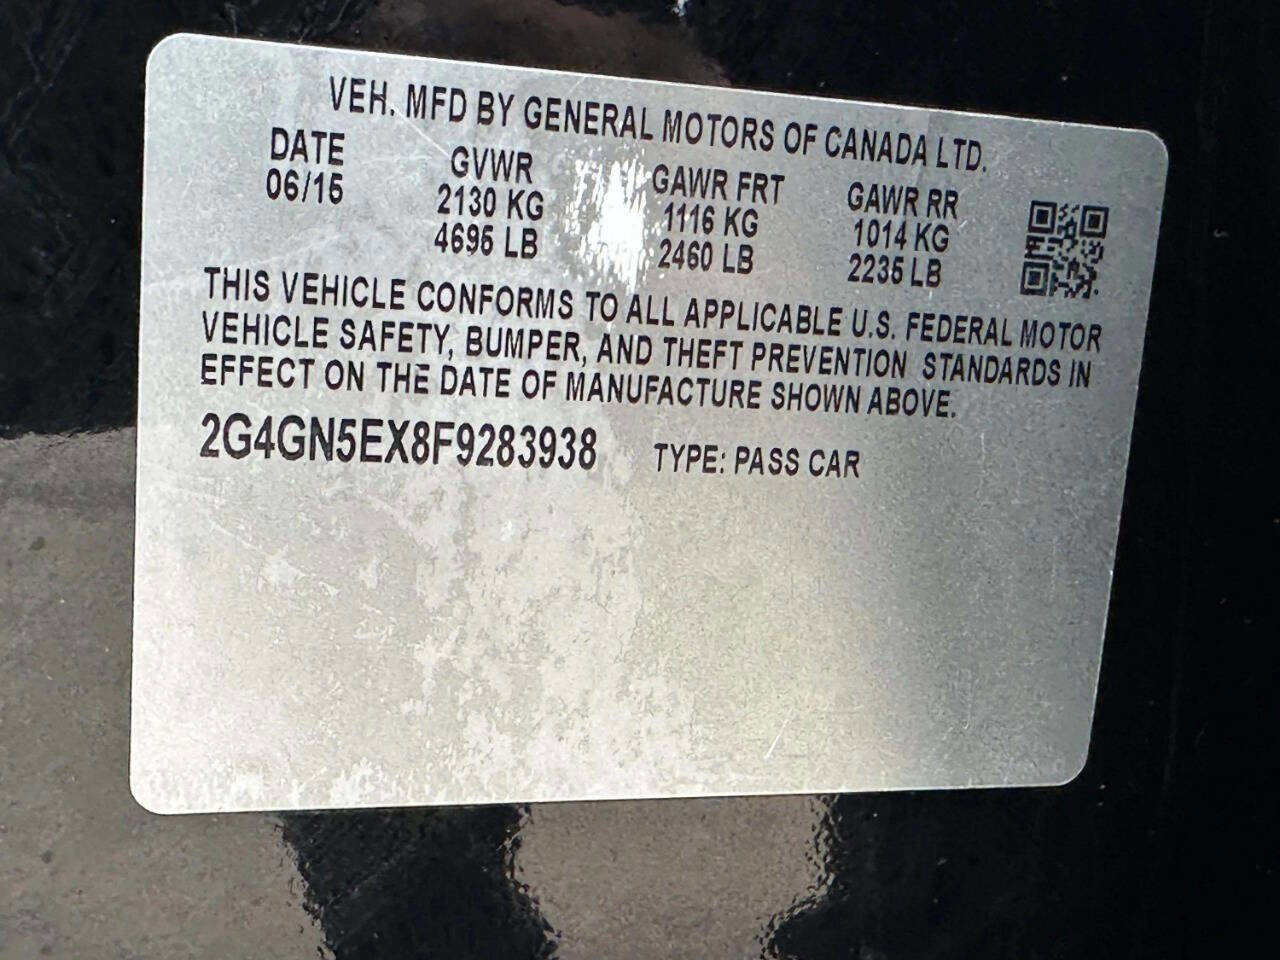 VEH. MFD BY GENERAL MOTORS OF CANADA LTD.
DATE GVWR GAWR FRT GAWR RR
06/15 2130 KG 1116 KG 1014 KG
4695 LB 2460 LB 2235 LB
THIS VEHICLE CONFORMS TO ALL APPLICABLE U.S. FEDERAL MOTOR
VEHICLE SAFETY, BUMPER, AND THEFT PREVENTION STANDARDS IN
EFFECT ON THE DATE OF MANUFACTURE SHOWN ABOVE.
2G4GN5EX8F9283938 TYPE: PASS CAR